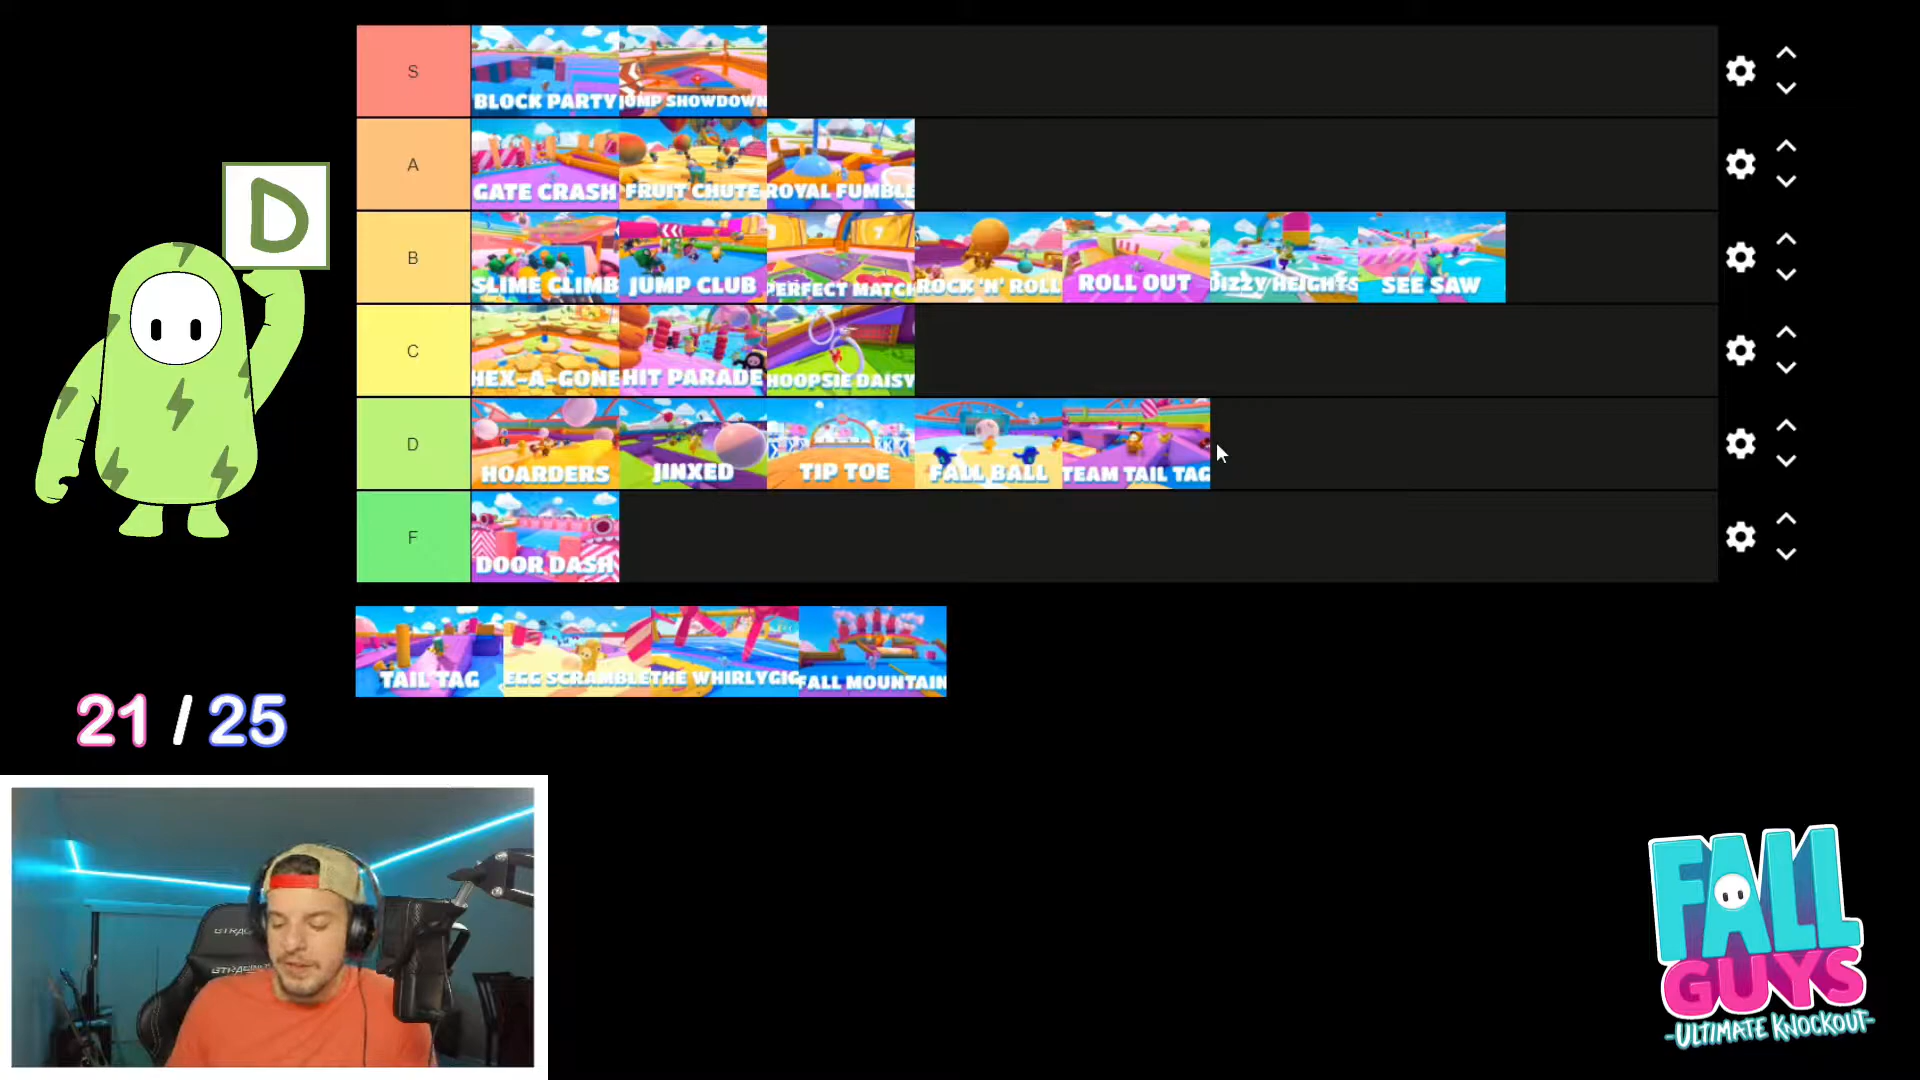 S
BLOCK PARTY
JUMP SHOWDOWN
A
GATE CRASH
FRUIT CHUTE
ROYAL FUMBLE
B
SLIME CLIMB
JUMP CLUB
PERFECT MATCH
ROCK 'N' ROLL
ROLL OUT
DIZZY HEIGHTS
SEE SAW
C
HEX-A-GONE
HIT PARADE
HOOPSIE DAISY
D
HOARDERS
JINXED
TIP TOE
FALL BALL
TEAM TAIL TAG
F
DOOR DASH
TAIL TAG
EGG SCRAMBLE
THE WHIRLYGIG
FALL MOUNTAIN
D
21 / 25
GTRACING
GTRACING
FALL
GUYS
-ULTIMATE KNOCKOUT-